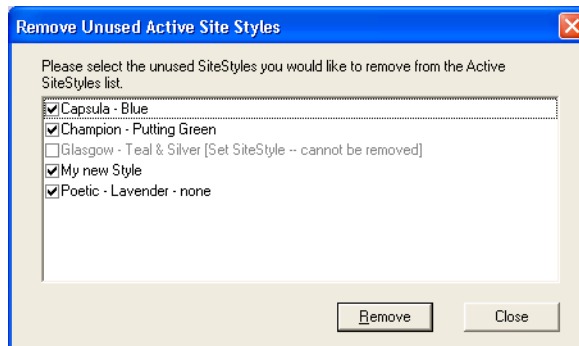 Remove Unused Active Site Styles
Please select the unused SiteStyles you would like to remove from the Active
SiteStyles list.
Capsula - Blue
Champion - Putting Green
Glasgow - Teal & Silver [Set SiteStyle -- cannot be removed]
My new Style
Poetic - Lavender - none
Remove
Close